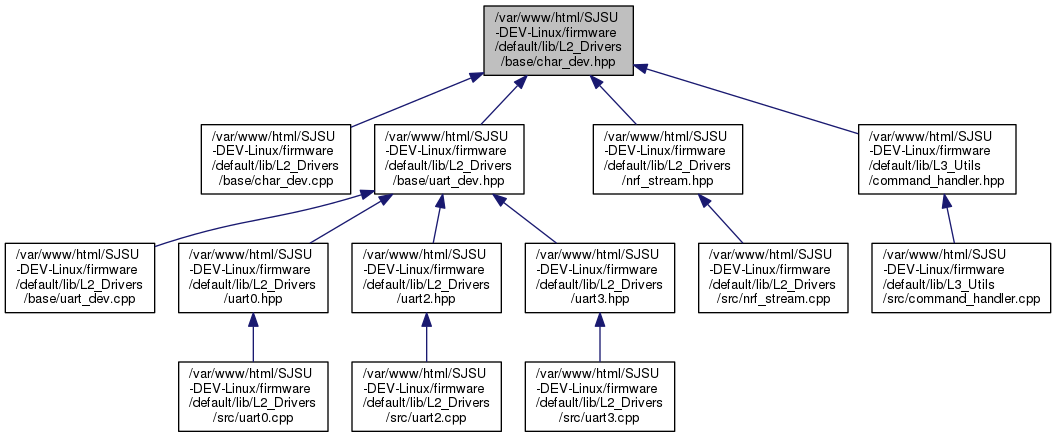 /var/www/html/SJSU
-DEV-Linux/firmware
/default/lib/L2_Drivers
/base/char_dev.hpp
/var/www/html/SJSU
-DEV-Linux/firmware
/default/lib/L2_Drivers
/base/char_dev.cpp
/var/www/html/SJSU
-DEV-Linux/firmware
/default/lib/L2_Drivers
/base/uart_dev.hpp
/var/www/html/SJSU
-DEV-Linux/firmware
/default/lib/L2_Drivers
/nrf_stream.hpp
/var/www/html/SJSU
-DEV-Linux/firmware
/default/lib/L3_Utils
/command_handler.hpp
/var/www/html/SJSU
-DEV-Linux/firmware
/default/lib/L2_Drivers
/base/uart_dev.cpp
/var/www/html/SJSU
-DEV-Linux/firmware
/default/lib/L2_Drivers
/uart0.hpp
/var/www/html/SJSU
-DEV-Linux/firmware
/default/lib/L2_Drivers
/uart2.hpp
/var/www/html/SJSU
-DEV-Linux/firmware
/default/lib/L2_Drivers
/uart3.hpp
/var/www/html/SJSU
-DEV-Linux/firmware
/default/lib/L2_Drivers
/src/nrf_stream.cpp
/var/www/html/SJSU
-DEV-Linux/firmware
/default/lib/L3_Utils
/src/command_handler.cpp
/var/www/html/SJSU
-DEV-Linux/firmware
/default/lib/L2_Drivers
/src/uart0.cpp
/var/www/html/SJSU
-DEV-Linux/firmware
/default/lib/L2_Drivers
/src/uart2.cpp
/var/www/html/SJSU
-DEV-Linux/firmware
/default/lib/L2_Drivers
/src/uart3.cpp